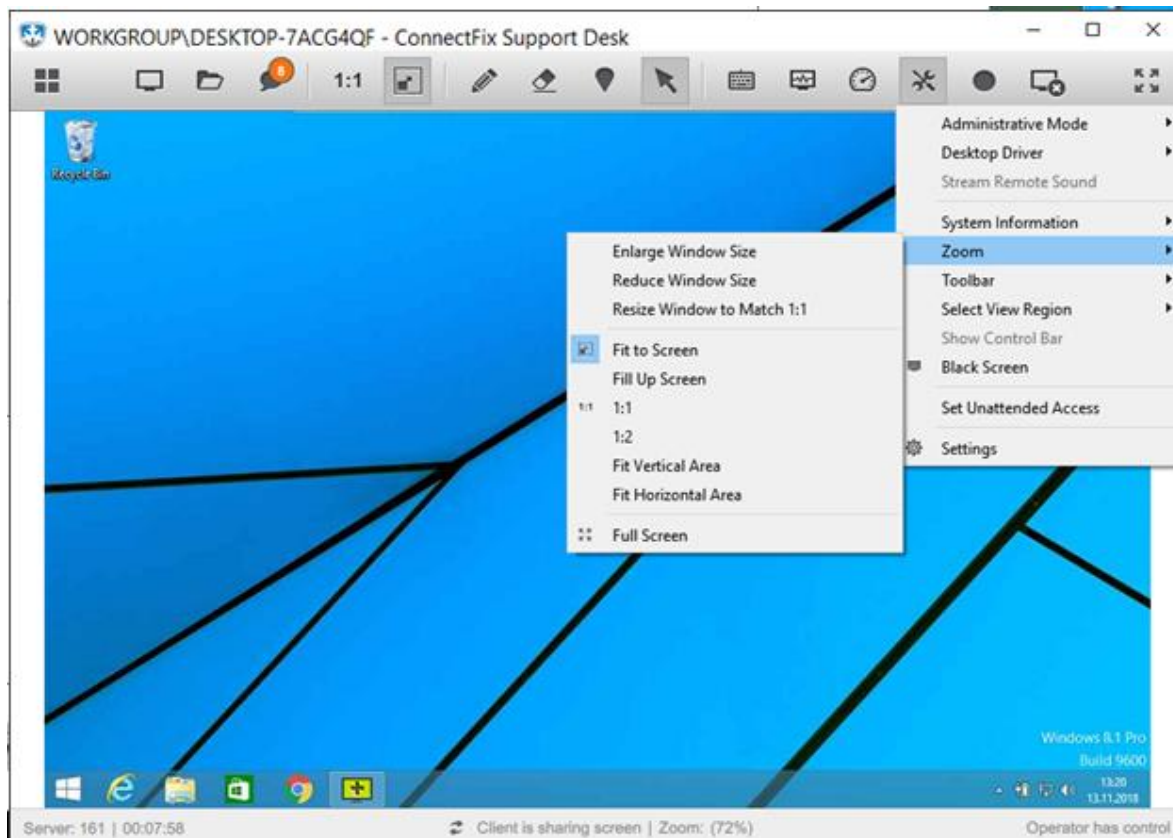 WORKGROUP\DESKTOP-7ACG4QF - ConnectFix Support Desk
8
1:1
Administrative Mode
Desktop Driver
Stream Remote Sound
System Information
Zoom
Toolbar
Select View Region
Show Control Bar
Black Screen
Set Unattended Access
Settings
Enlarge Window Size
Reduce Window Size
Resize Window to Match 1:1
Fit to Screen
Fill Up Screen
1:1 1:1
1:2
Fit Vertical Area
Fit Horizontal Area
Full Screen
Recycle Bin
Windows 8.1 Pro
Build 9600
13:20
13.11.2018
Server: 161 | 00:07:58
Client is sharing screen | Zoom: (72%)
Operator has control